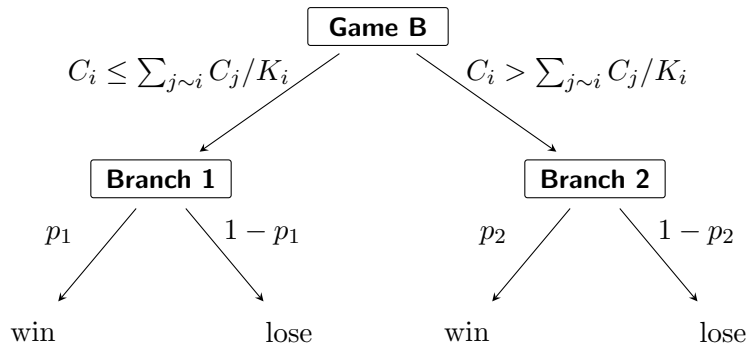 Game B
C_i ≤ ∑_{j∼i} C_j/K_i
C_i > ∑_{j∼i} C_j/K_i
Branch 1
Branch 2
p_1
1 − p_1
p_2
1 − p_2
win
lose
win
lose